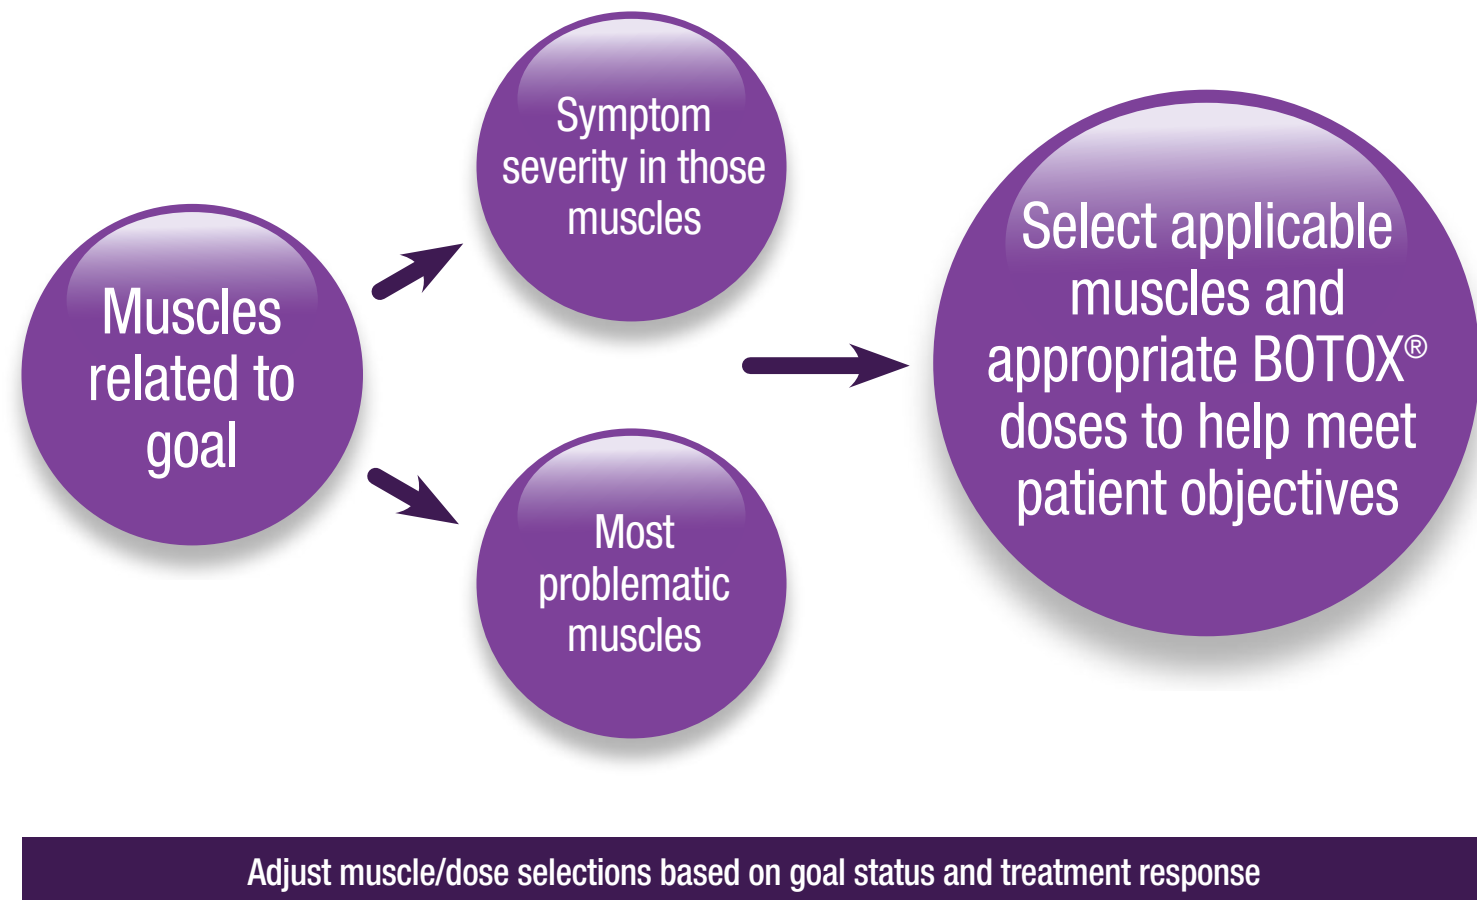 Muscles
related to
goal
Symptom
severity in those
muscles
Most
problematic
muscles
Select applicable
muscles and
appropriate BOTOX®
doses to help meet
patient objectives
Adjust muscle/dose selections based on goal status and treatment response